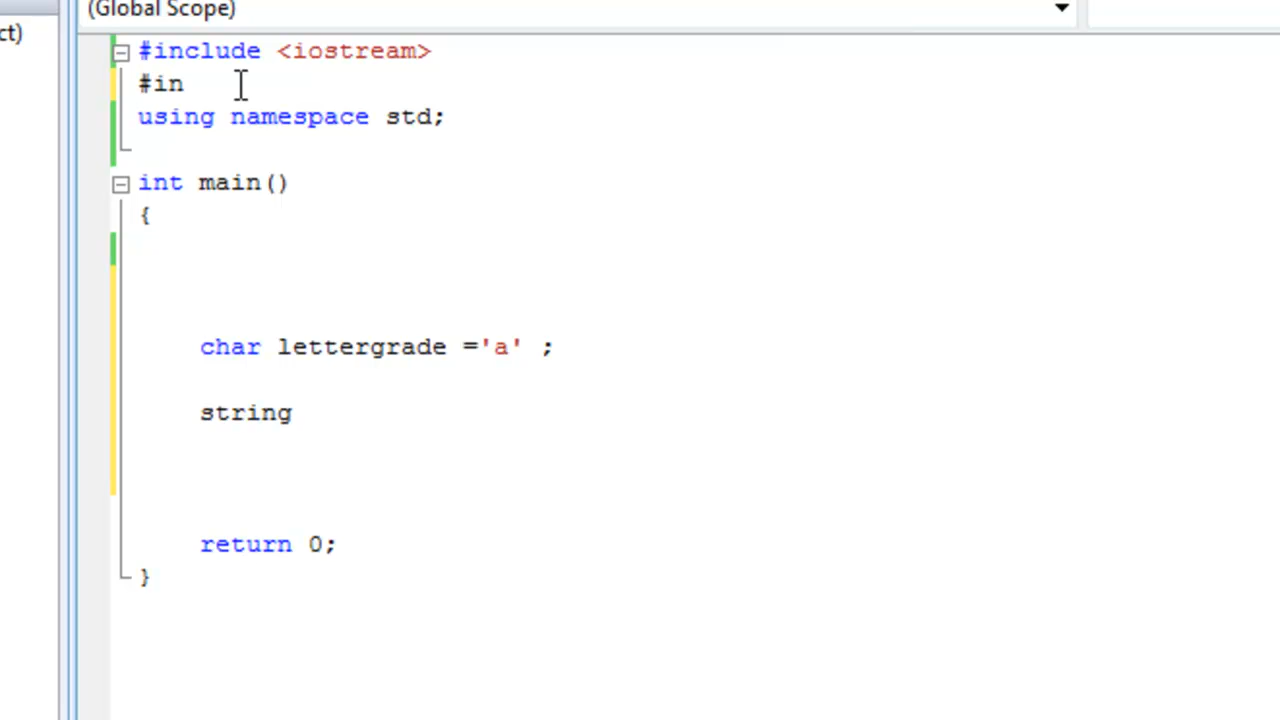 (Global Scope)
ct)
#include <iostream>
#in
using namespace std;
int main()
{
char lettergrade ='a' ;
string
return 0;
}